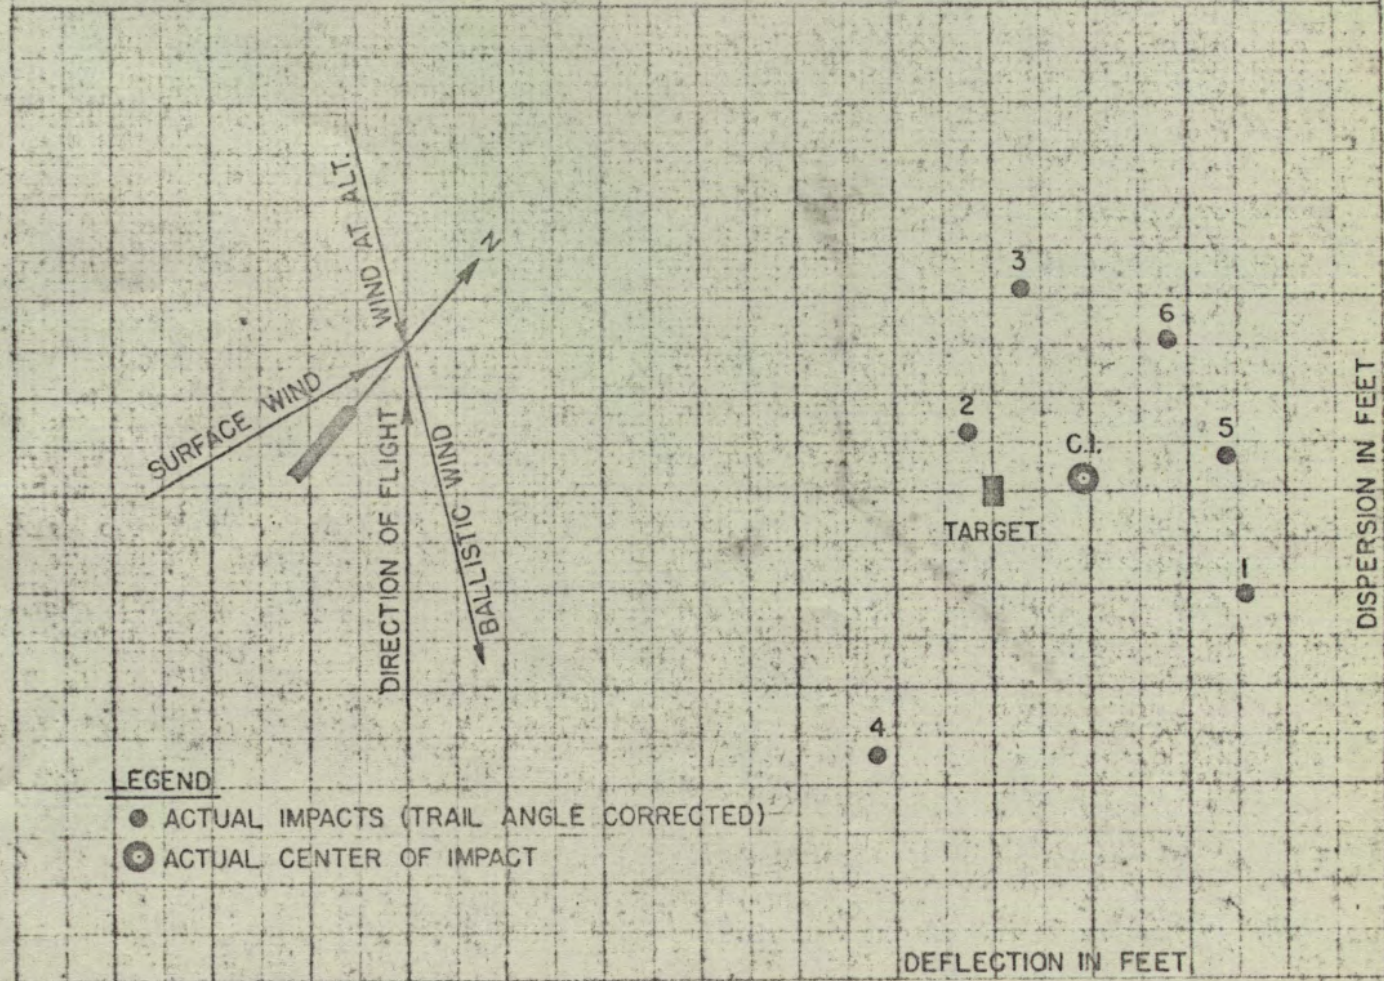 WIND AT ALT.
N
SURFACE WIND
DIRECTION OF FLIGHT
BALLISTIC WIND
3
6
2
5
C.I.
TARGET
1
4
DISPERSION IN FEET
LEGEND
ACTUAL IMPACTS (TRAIL ANGLE CORRECTED)
ACTUAL CENTER OF IMPACT
DEFLECTION IN FEET